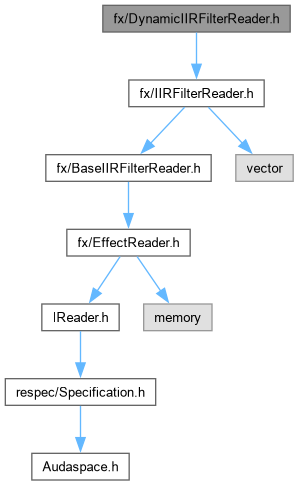 fx/DynamicIIRFilterReader.h
fx/IIRFilterReader.h
fx/BaseIIRFilterReader.h
vector
fx/EffectReader.h
IReader.h
memory
respec/Specification.h
Audaspace.h